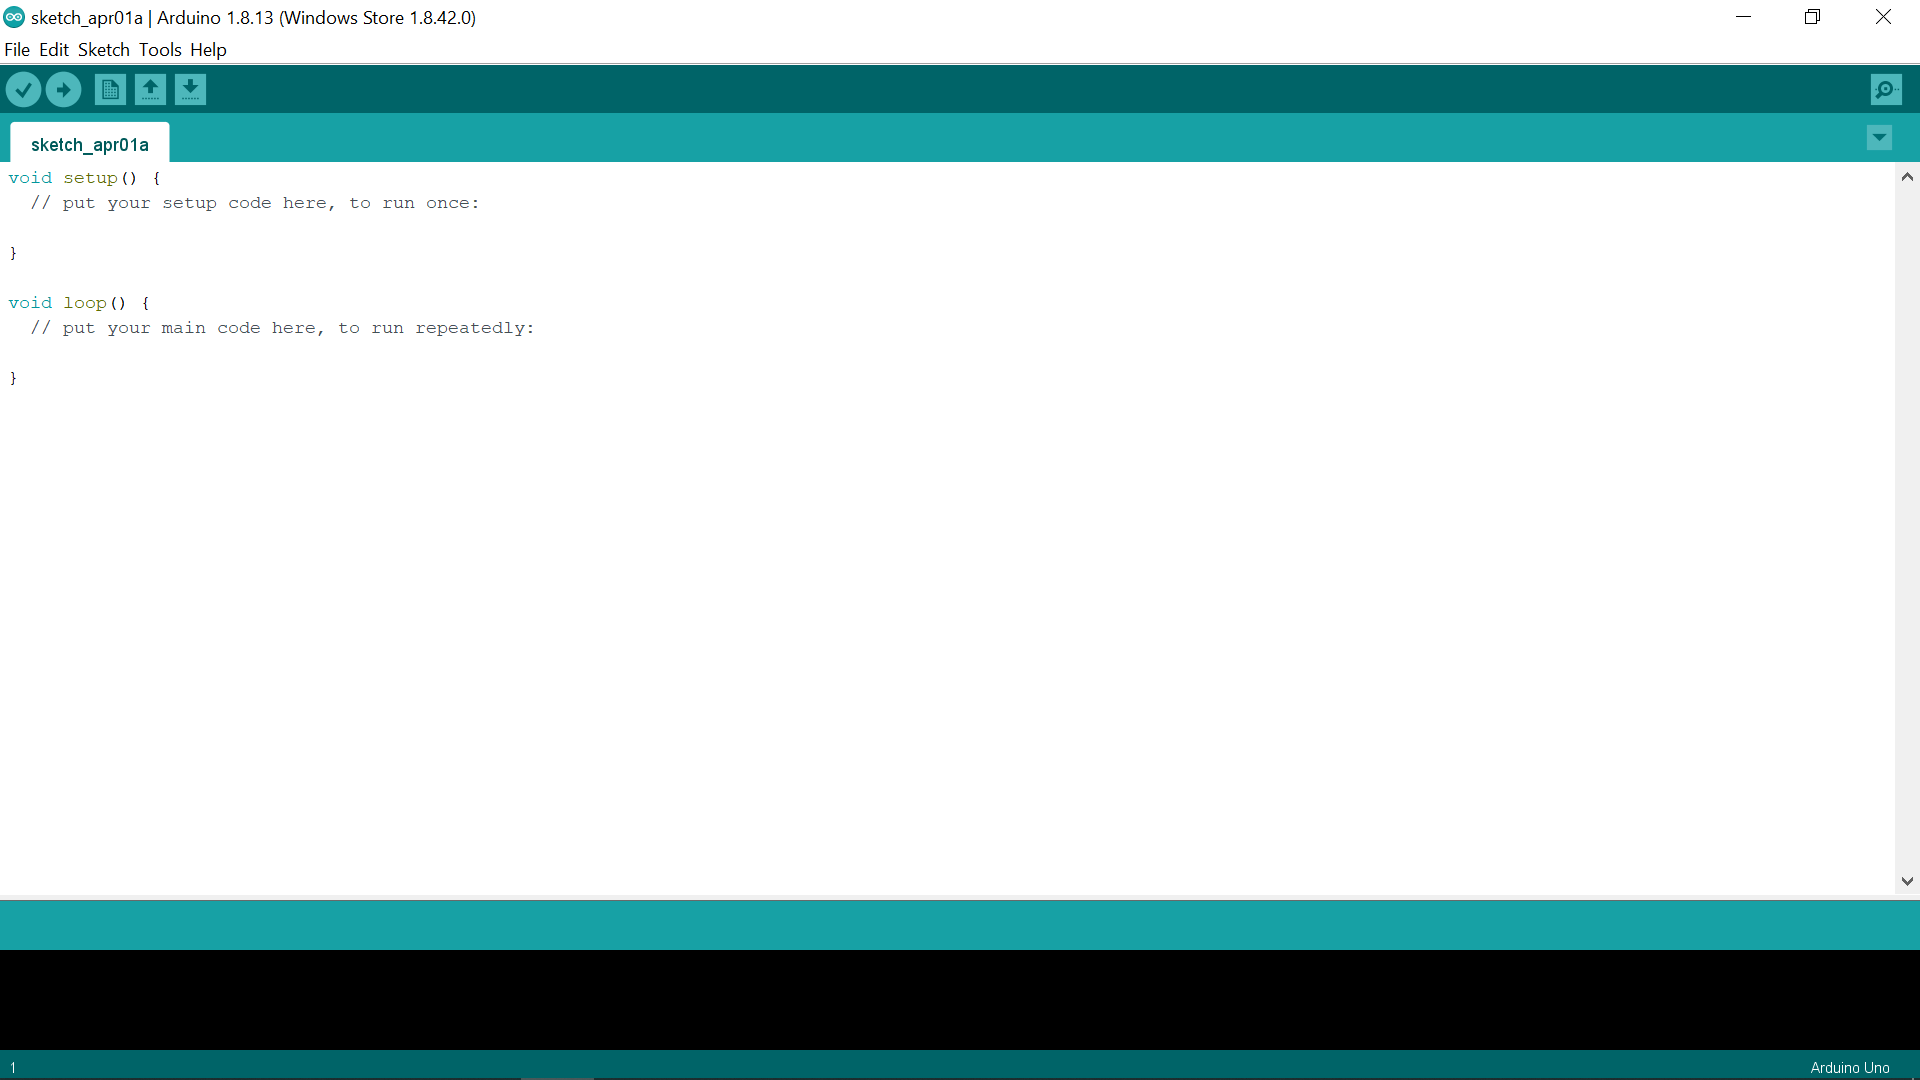 sketch_apr01a | Arduino 1.8.13 (Windows Store 1.8.42.0)
File Edit Sketch Tools Help
sketch_apr01a
void setup() {
  // put your setup code here, to run once:
}
void loop() {
  // put your main code here, to run repeatedly:
}
1
Arduino Uno